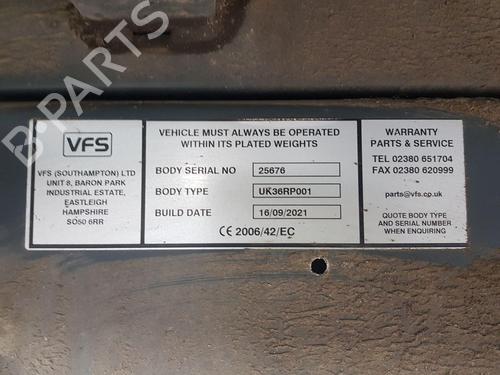 VFS
VFS (SOUTHAMPTON) LTD
UNIT 8, BARON PARK
INDUSTRIAL ESTATE,
EASTLEIGH
HAMPSHIRE
SO50 6RR
VEHICLE MUST ALWAYS BE OPERATED
WITHIN ITS PLATED WEIGHTS
BODY SERIAL NO 25676
BODY TYPE UK36RP001
BUILD DATE 16/09/2021
CE 2006/42/EC
WARRANTY
PARTS & SERVICE
TEL 02380 651704
FAX 02380 620999
parts@vfs.co.uk
QUOTE BODY TYPE
AND SERIAL NUMBER
WHEN ENQUIRING
B-PARTS
B-PARTS
B-PARTS